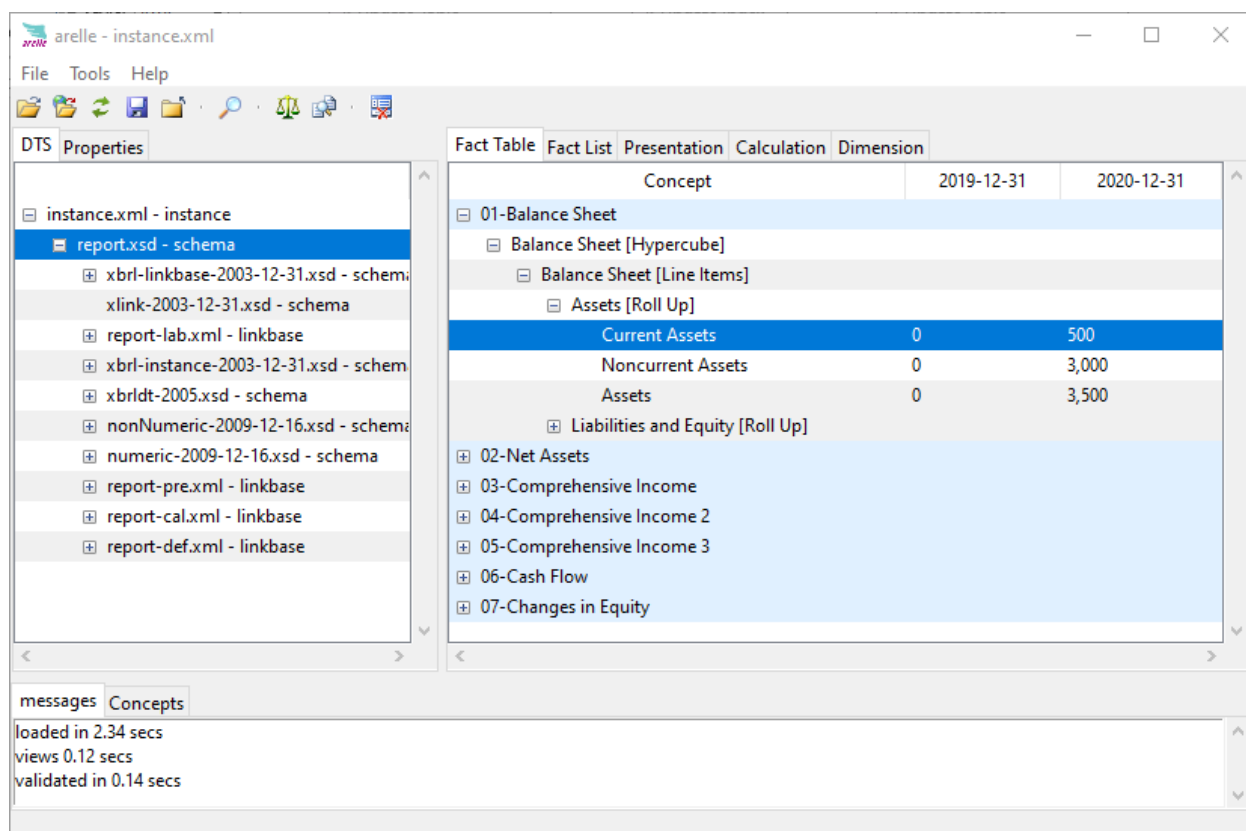 arelle arelle - instance.xml
File Tools Help
DTS Properties
instance.xml - instance
report.xsd - schema
xbrl-linkbase-2003-12-31.xsd - schema
xlink-2003-12-31.xsd - schema
report-lab.xml - linkbase
xbrl-instance-2003-12-31.xsd - schem
xbrldt-2005.xsd - schema
nonNumeric-2009-12-16.xsd - schema
numeric-2009-12-16.xsd - schema
report-pre.xml - linkbase
report-cal.xml - linkbase
report-def.xml - linkbase
Fact Table Fact List Presentation Calculation Dimension
Concept 2019-12-31 2020-12-31
01-Balance Sheet
Balance Sheet [Hypercube]
Balance Sheet [Line Items]
Assets [Roll Up]
Current Assets 0 500
Noncurrent Assets 0 3,000
Assets 0 3,500
Liabilities and Equity [Roll Up]
02-Net Assets
03-Comprehensive Income
04-Comprehensive Income 2
05-Comprehensive Income 3
06-Cash Flow
07-Changes in Equity
messages Concepts
loaded in 2.34 secs
views 0.12 secs
validated in 0.14 secs